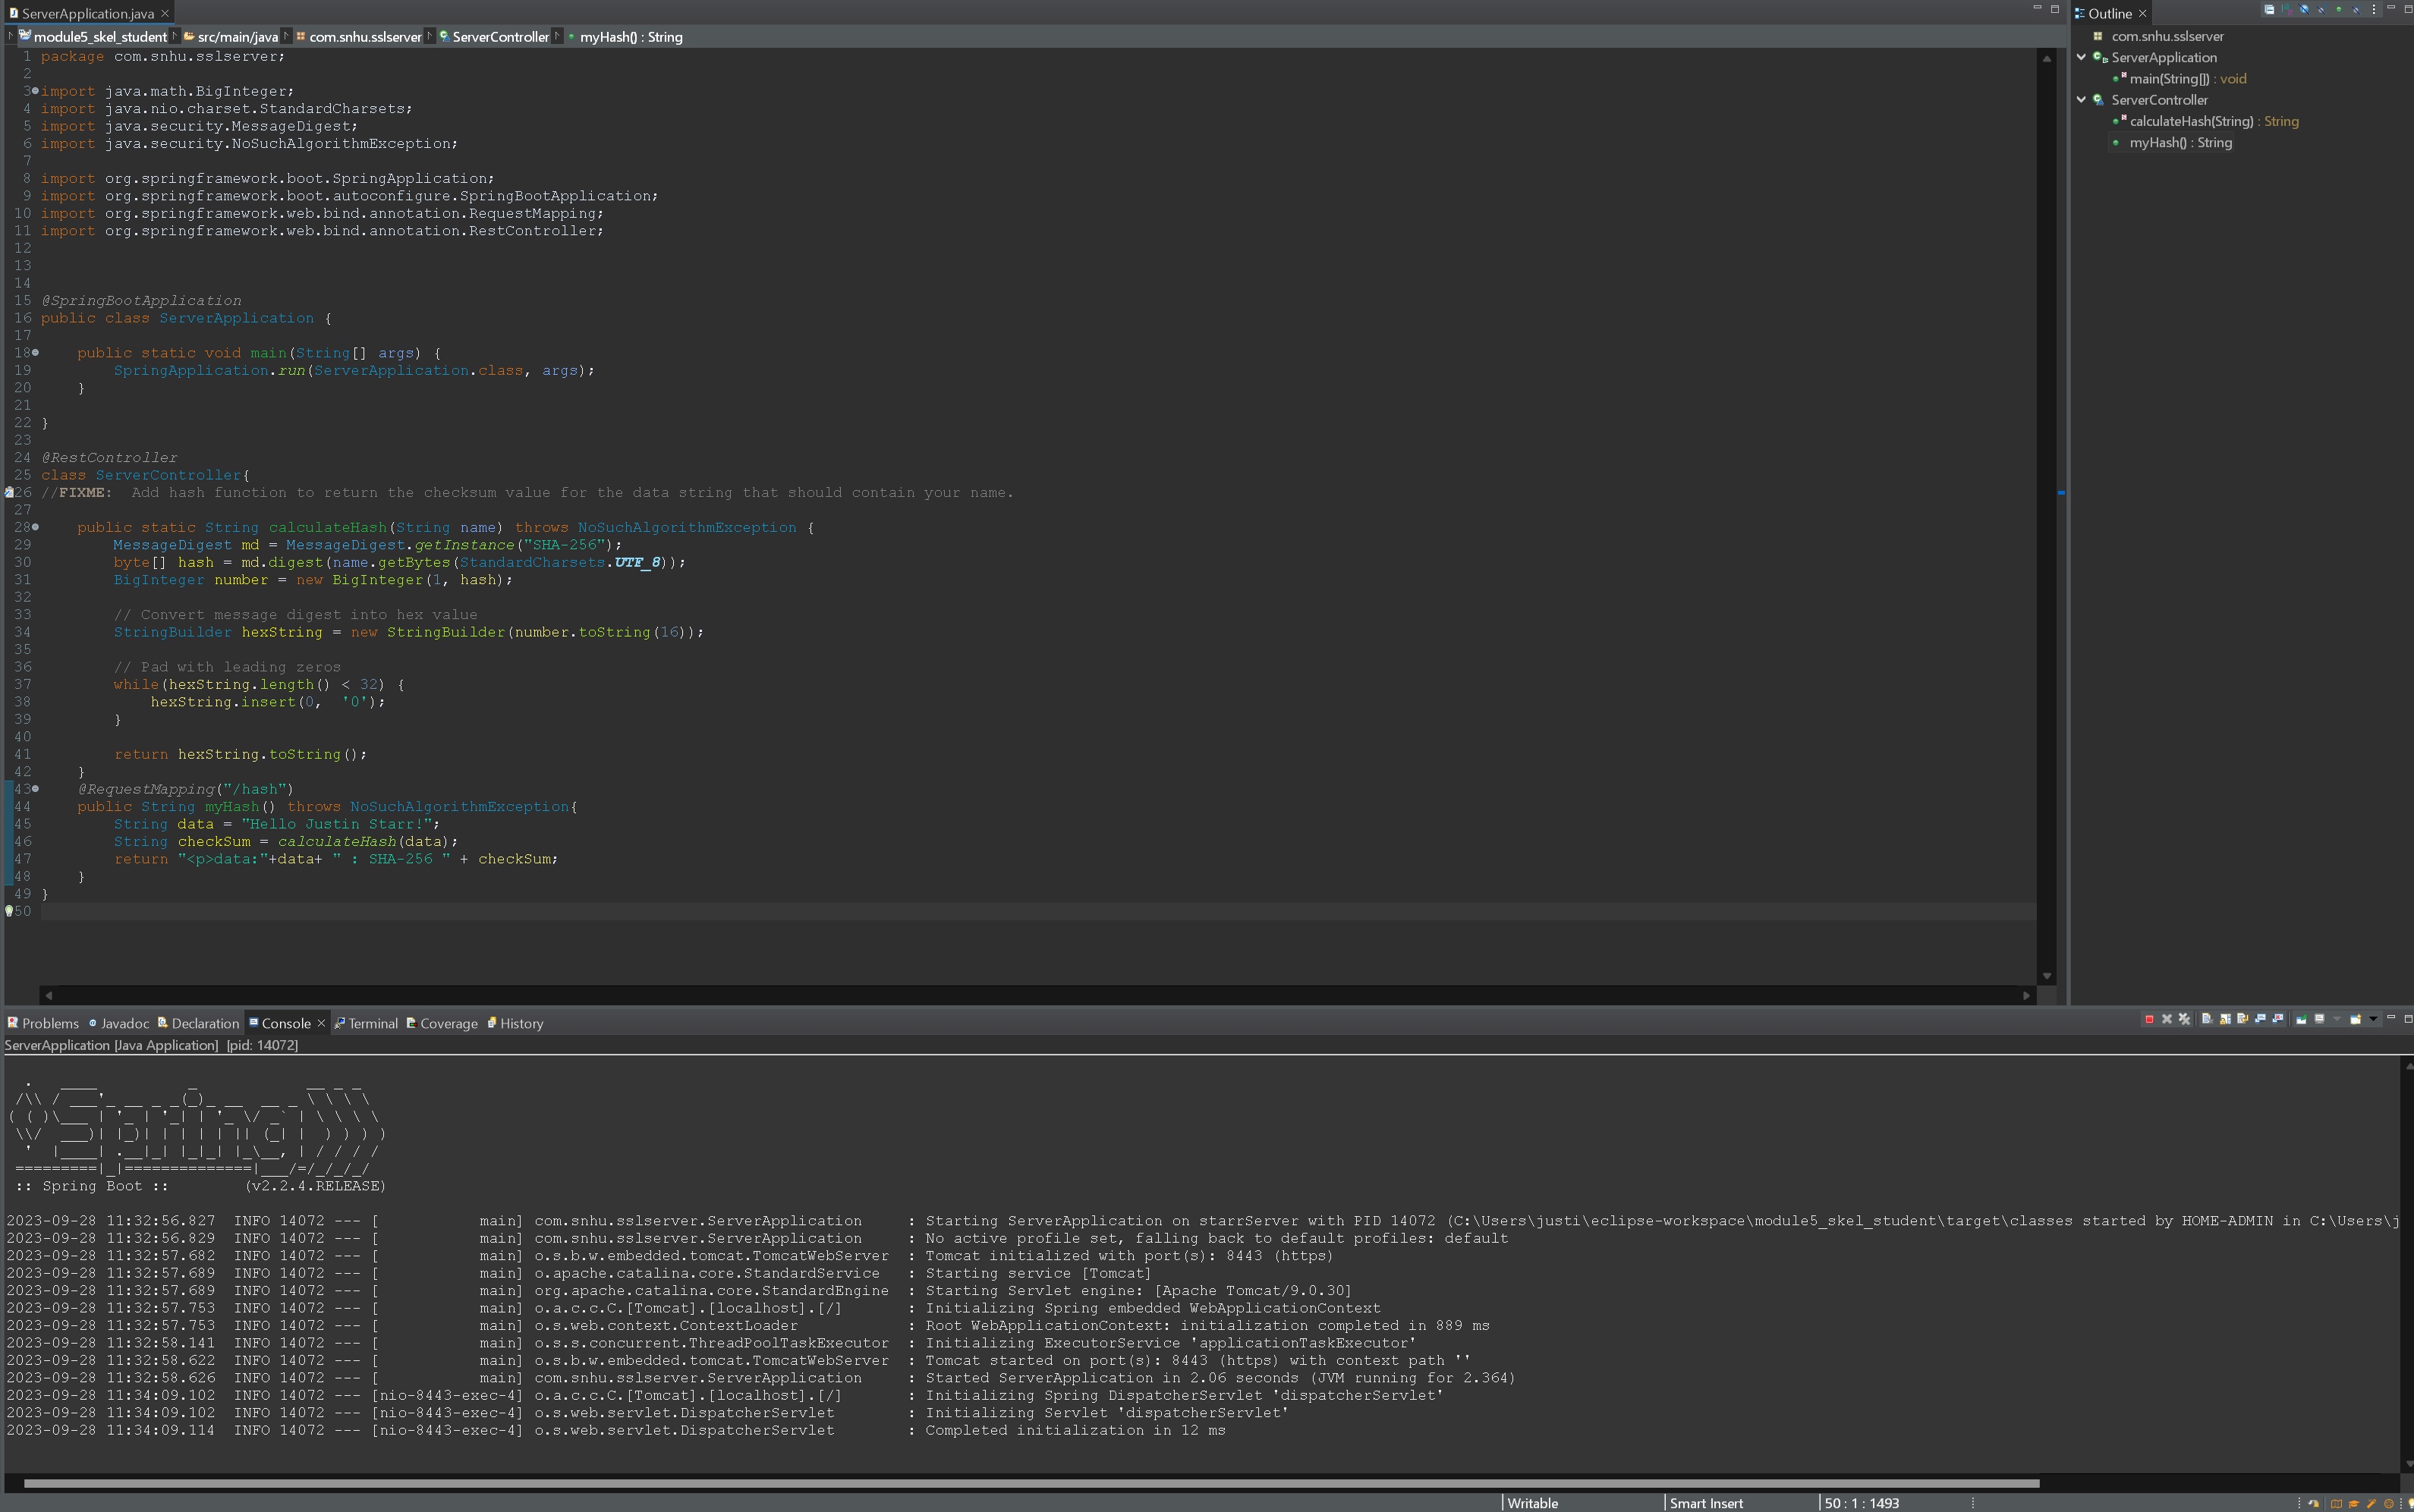 ServerApplication.java
module5_skel_student src/main/java com.snhu.sslserver ServerController myHash() : String
1 package com.snhu.sslserver;
2
3 import java.math.BigInteger;
4 import java.nio.charset.StandardCharsets;
5 import java.security.MessageDigest;
6 import java.security.NoSuchAlgorithmException;
7
8 import org.springframework.boot.SpringApplication;
9 import org.springframework.boot.autoconfigure.SpringBootApplication;
10 import org.springframework.web.bind.annotation.RequestMapping;
11 import org.springframework.web.bind.annotation.RestController;
12
13
14
15 @SpringBootApplication
16 public class ServerApplication {
17
18     public static void main(String[] args) {
19         SpringApplication.run(ServerApplication.class, args);
20     }
21
22 }
23
24 @RestController
25 class ServerController{
26 //FIXME:  Add hash function to return the checksum value for the data string that should contain your name.
27
28     public static String calculateHash(String name) throws NoSuchAlgorithmException {
29         MessageDigest md = MessageDigest.getInstance("SHA-256");
30         byte[] hash = md.digest(name.getBytes(StandardCharsets.UTF_8));
31         BigInteger number = new BigInteger(1, hash);
32
33         // Convert message digest into hex value
34         StringBuilder hexString = new StringBuilder(number.toString(16));
35
36         // Pad with leading zeros
37         while(hexString.length() < 32) {
38             hexString.insert(0,  '0');
39         }
40
41         return hexString.toString();
42     }
43     @RequestMapping("/hash")
44     public String myHash() throws NoSuchAlgorithmException{
45         String data = "Hello Justin Starr!";
46         String checkSum = calculateHash(data);
47         return "<p>data:"+data+ " : SHA-256 " + checkSum;
48     }
49 }
50
Outline
com.snhu.sslserver
ServerApplication
main(String[]) : void
ServerController
calculateHash(String) : String
myHash() : String
Problems Javadoc Declaration Console Terminal Coverage History
ServerApplication [Java Application] [pid: 14072]
  .   ____          _            __ _ _
 /\\ / ___'_ __ _ _(_)_ __  __ _ \ \ \ \
( ( )\___ | '_ | '_| | '_ \/ _` | \ \ \ \
 \\/  ___)| |_)| | | | | || (_| |  ) ) ) )
  '  |____| .__|_| |_|_| |_\__, | / / / /
 =========|_|==============|___/=/_/_/_/
 :: Spring Boot ::        (v2.2.4.RELEASE)
2023-09-28 11:32:56.827  INFO 14072 --- [           main] com.snhu.sslserver.ServerApplication     : Starting ServerApplication on starrServer with PID 14072 (C:\Users\justi\eclipse-workspace\module5_skel_student\target\classes started by HOME-ADMIN in C:\Users\j
2023-09-28 11:32:56.829  INFO 14072 --- [           main] com.snhu.sslserver.ServerApplication     : No active profile set, falling back to default profiles: default
2023-09-28 11:32:57.682  INFO 14072 --- [           main] o.s.b.w.embedded.tomcat.TomcatWebServer  : Tomcat initialized with port(s): 8443 (https)
2023-09-28 11:32:57.689  INFO 14072 --- [           main] o.apache.catalina.core.StandardService   : Starting service [Tomcat]
2023-09-28 11:32:57.689  INFO 14072 --- [           main] org.apache.catalina.core.StandardEngine  : Starting Servlet engine: [Apache Tomcat/9.0.30]
2023-09-28 11:32:57.753  INFO 14072 --- [           main] o.a.c.c.C.[Tomcat].[localhost].[/]       : Initializing Spring embedded WebApplicationContext
2023-09-28 11:32:57.753  INFO 14072 --- [           main] o.s.web.context.ContextLoader            : Root WebApplicationContext: initialization completed in 889 ms
2023-09-28 11:32:58.141  INFO 14072 --- [           main] o.s.s.concurrent.ThreadPoolTaskExecutor  : Initializing ExecutorService 'applicationTaskExecutor'
2023-09-28 11:32:58.622  INFO 14072 --- [           main] o.s.b.w.embedded.tomcat.TomcatWebServer  : Tomcat started on port(s): 8443 (https) with context path ''
2023-09-28 11:32:58.626  INFO 14072 --- [           main] com.snhu.sslserver.ServerApplication     : Started ServerApplication in 2.06 seconds (JVM running for 2.364)
2023-09-28 11:34:09.102  INFO 14072 --- [nio-8443-exec-4] o.a.c.c.C.[Tomcat].[localhost].[/]       : Initializing Spring DispatcherServlet 'dispatcherServlet'
2023-09-28 11:34:09.102  INFO 14072 --- [nio-8443-exec-4] o.s.web.servlet.DispatcherServlet        : Initializing Servlet 'dispatcherServlet'
2023-09-28 11:34:09.114  INFO 14072 --- [nio-8443-exec-4] o.s.web.servlet.DispatcherServlet        : Completed initialization in 12 ms
Writable Smart Insert 50 : 1 : 1493